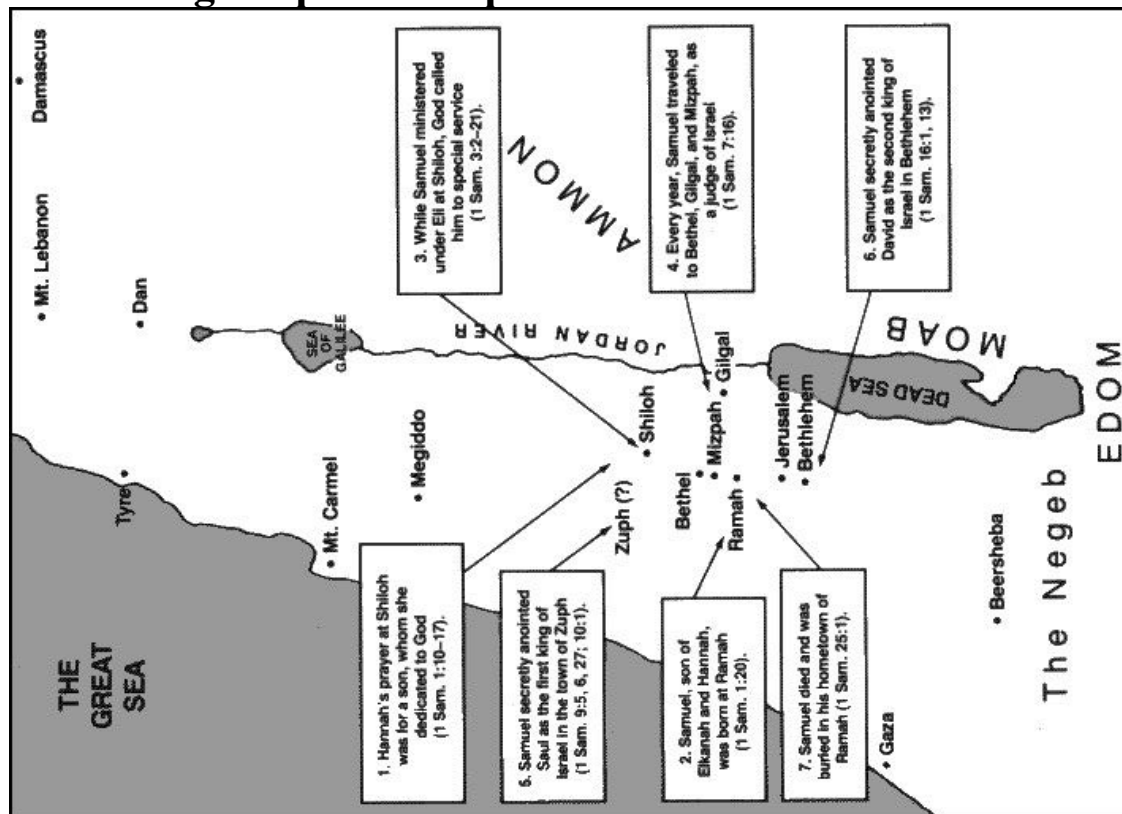 THE
GREAT
SEA
Tyre
Mt. Lebanon
Damascus
Dan
SEA
OF
GALILEE
Mt. Carmel
Megiddo
1. Hannah's prayer at Shiloh
was for a son, whom she
dedicated to God
(1 Sam. 1:10–17).
3. While Samuel ministered
under Eli at Shiloh, God called
him to special service
(1 Sam. 3:2–21).
JORDAN RIVER
AMMON
Shiloh
Zuph (?)
5. Samuel secretly anointed
Saul as the first king of
Israel in the town of Zuph
(1 Sam. 9:5, 6, 27; 10:1).
Bethel
Mizpah
Gilgal
Ramah
4. Every year, Samuel traveled
to Bethel, Gilgal, and Mizpah, as
a judge of Israel
(1 Sam. 7:16).
2. Samuel, son of
Elkanah and Hannah,
was born at Ramah
(1 Sam. 1:20).
Jerusalem
Bethlehem
DEAD SEA
MOAB
6. Samuel secretly anointed
David as the second king of
Israel in Bethlehem
(1 Sam. 16:1, 13).
7. Samuel died and was
buried in his hometown of
Ramah (1 Sam. 25:1).
Gaza
Beersheba
The Negeb
EDOM